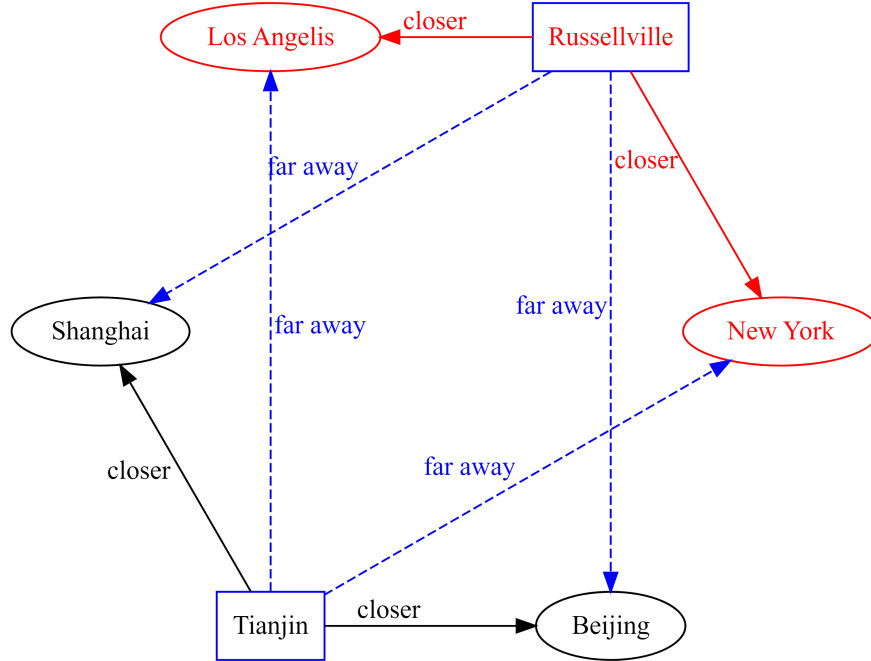 Los Angelis
closer
Russellville
far away
closer
Shanghai
far away
far away
New York
closer
far away
Tianjin
closer
Beijing